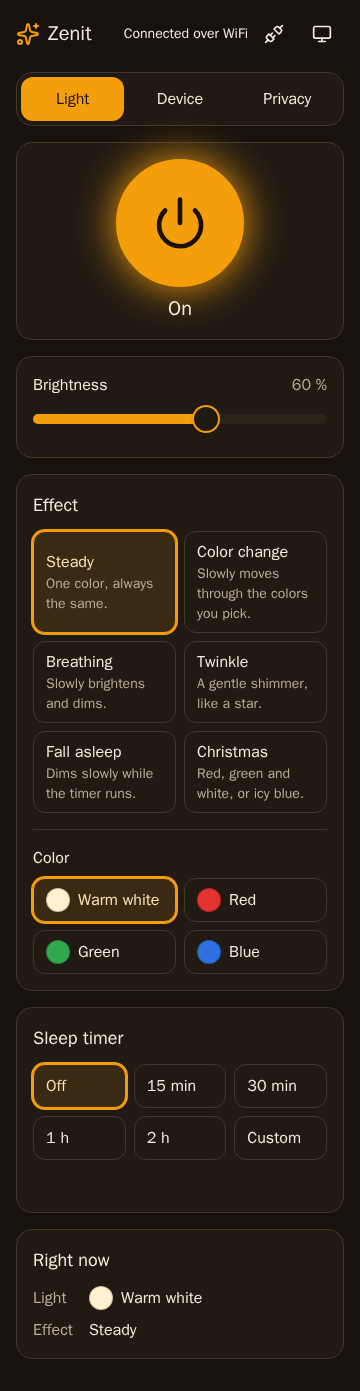 Zenit
Connected over WiFi
Light
Device
Privacy
On
Brightness
60 %
Effect
Steady
One color, always
the same.
Color change
Slowly moves
through the colors
you pick.
Breathing
Slowly brightens
and dims.
Twinkle
A gentle shimmer,
like a star.
Fall asleep
Dims slowly while
the timer runs.
Christmas
Red, green and
white, or icy blue.
Color
Warm white
Red
Green
Blue
Sleep timer
Off
15 min
30 min
1 h
2 h
Custom
Right now
Light
Warm white
Effect
Steady